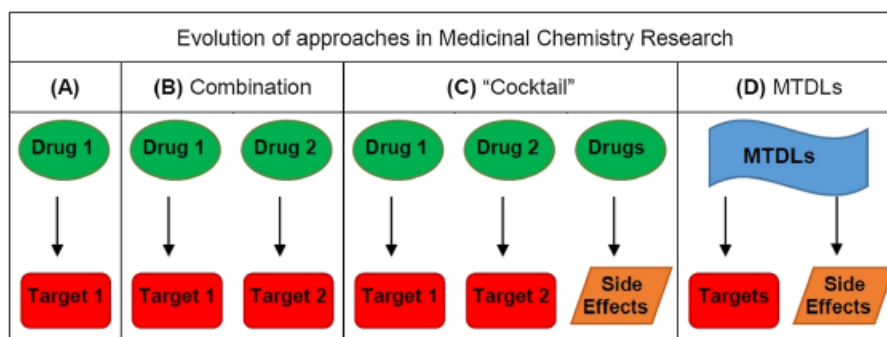 Evolution of approaches in Medicinal Chemistry Research
(A)
(B) Combination
(C) “Cocktail”
(D) MTDLs
Drug 1
Drug 1
Drug 2
Drug 1
Drug 2
Drugs
MTDLs
Target 1
Target 1
Target 2
Target 1
Target 2
Side
Effects
Targets
Side
Effects